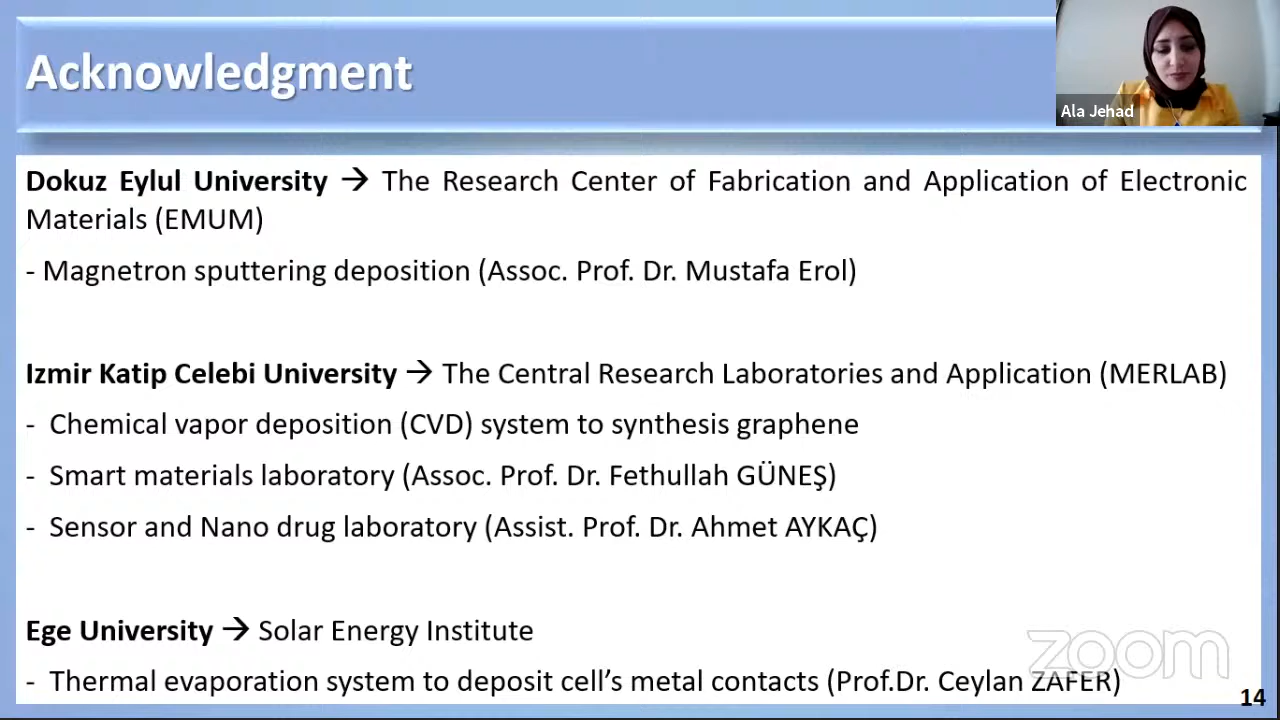 Acknowledgment
Ala Jehad
Dokuz Eylul University → The Research Center of Fabrication and Application of Electronic
Materials (EMUM)
- Magnetron sputtering deposition (Assoc. Prof. Dr. Mustafa Erol)
Izmir Katip Celebi University → The Central Research Laboratories and Application (MERLAB)
- Chemical vapor deposition (CVD) system to synthesis graphene
- Smart materials laboratory (Assoc. Prof. Dr. Fethullah GÜNEŞ)
- Sensor and Nano drug laboratory (Assist. Prof. Dr. Ahmet AYKAÇ)
Ege University → Solar Energy Institute
- Thermal evaporation system to deposit cell's metal contacts (Prof.Dr. Ceylan ZAFER)
zoom
14